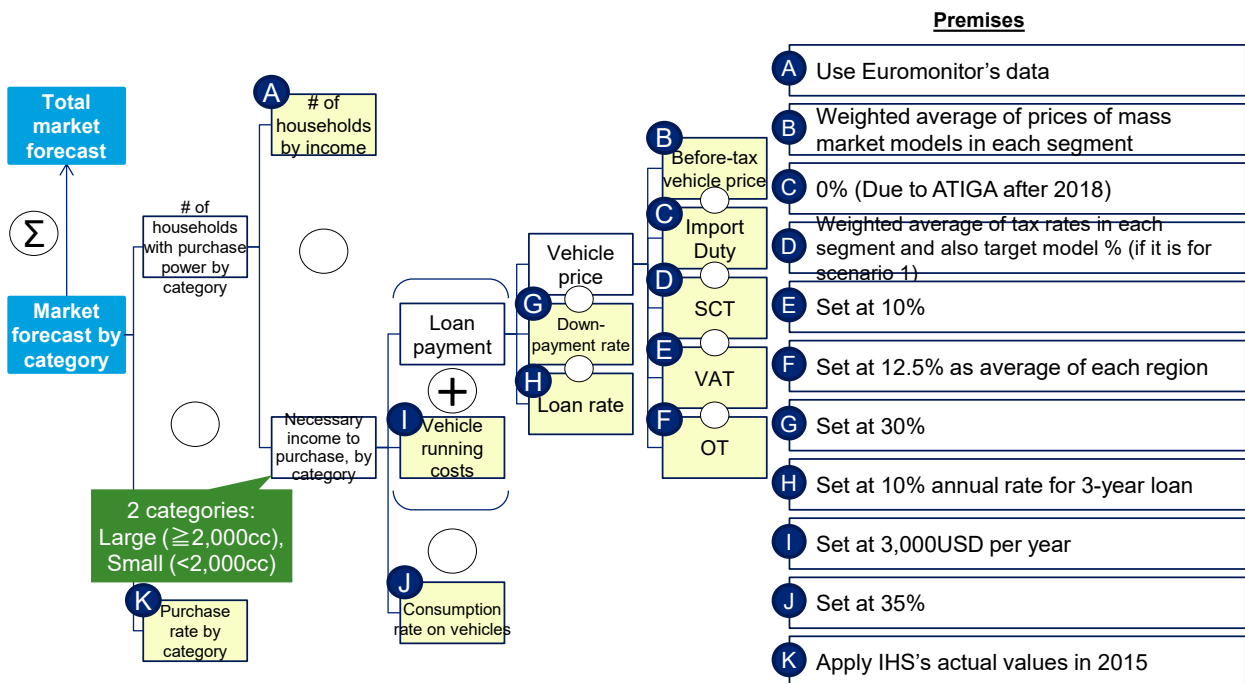 Premises
Total
market
forecast
Σ
Market
forecast by
category
# of
households
with purchase
power by
category
A
# of
households
by income
Necessary
income to
purchase, by
category
2 categories:
Large (≧2,000cc),
Small (<2,000cc)
K
Purchase
rate by
category
Loan
payment
+
I
Vehicle
running
costs
J
Consumption
rate on vehicles
Vehicle
price
G
Down-
payment rate
H
Loan rate
B
Before-tax
vehicle price
C
Import
Duty
D
SCT
E
VAT
F
OT
A Use Euromonitor's data
B Weighted average of prices of mass
market models in each segment
C 0% (Due to ATIGA after 2018)
D Weighted average of tax rates in each
segment and also target model % (if it is for
scenario 1)
E Set at 10%
F Set at 12.5% as average of each region
G Set at 30%
H Set at 10% annual rate for 3-year loan
I Set at 3,000USD per year
J Set at 35%
K Apply IHS's actual values in 2015